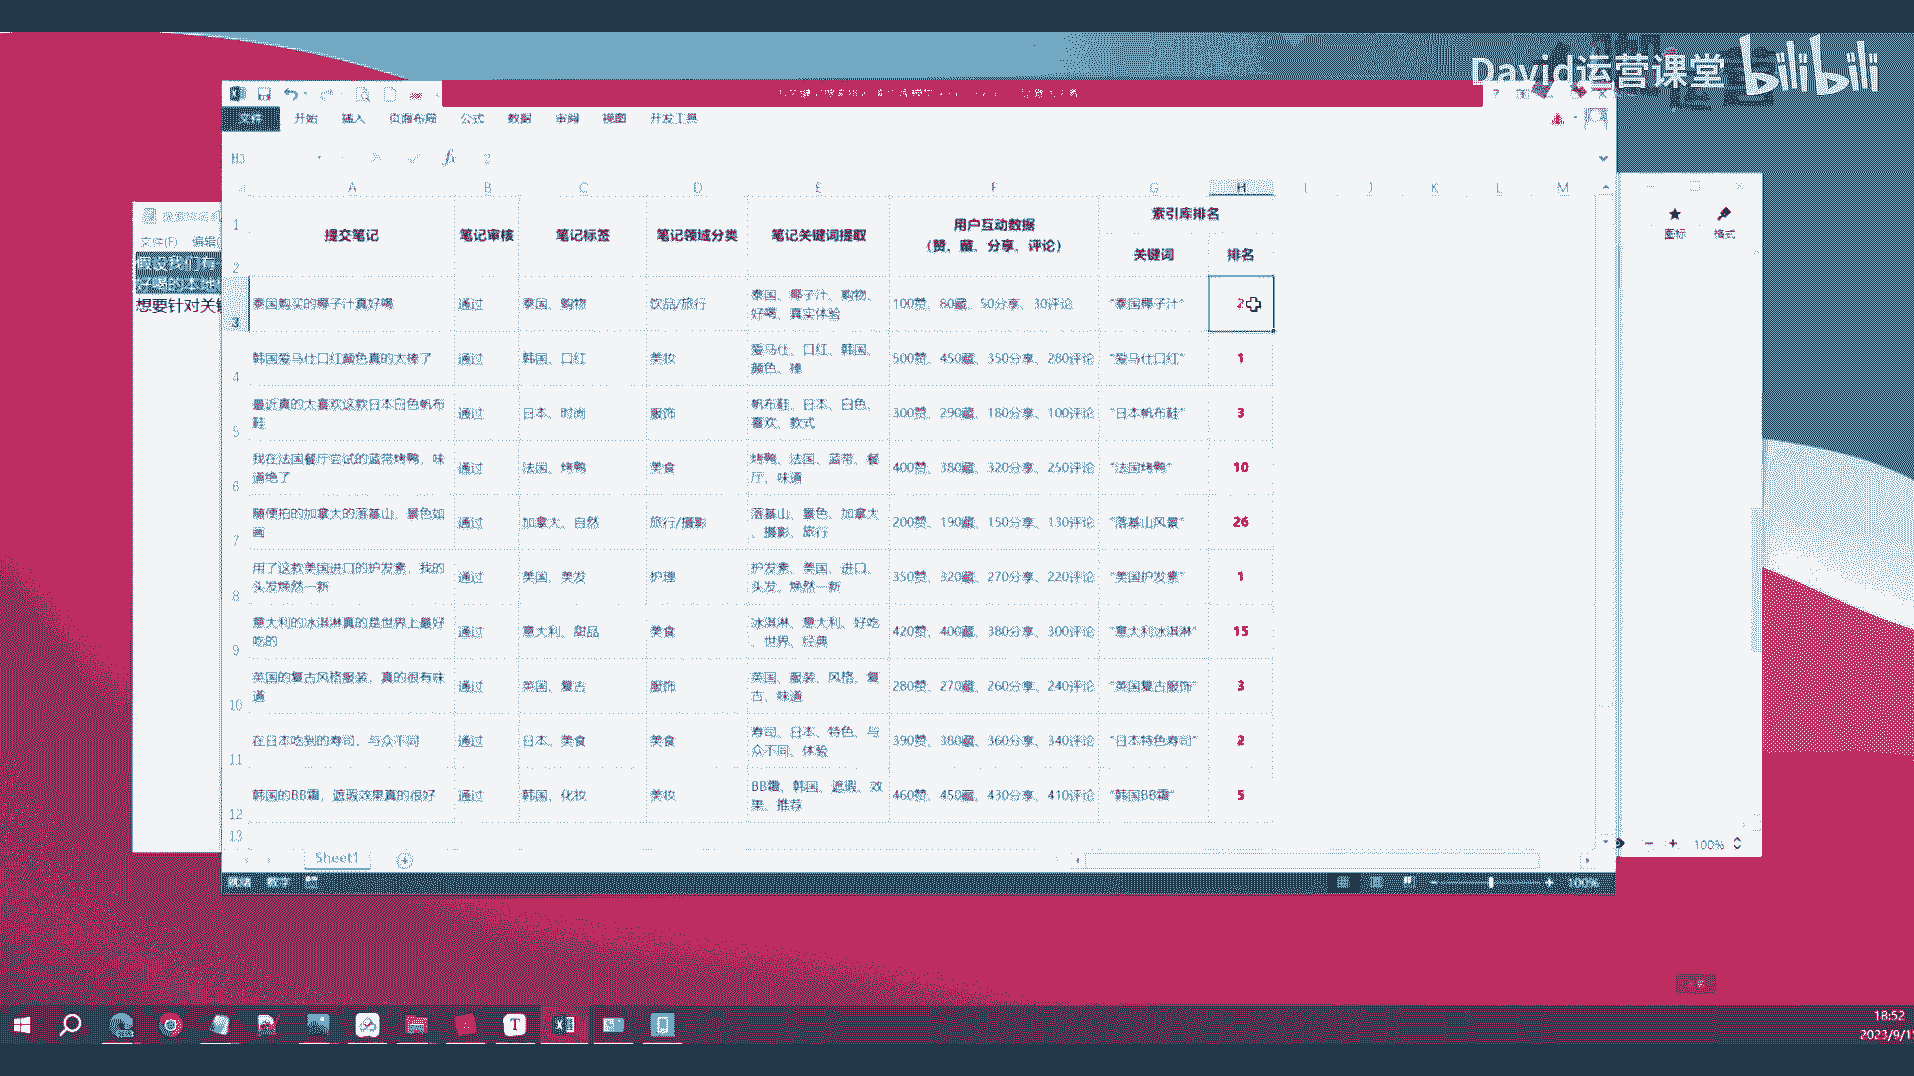 David运营课堂 bilibili
文件 开始 插入 页面布局 公式 数据 审阅 视图 开发工具
H3 fx 2
文件(F) 编辑(
假设我们有
想要针对关键
图标 格式
A B C D E F G H I J K L M
1 提交笔记 笔记审核 笔记标签 笔记领域分类 笔记关键词提取 用户互动数据 索引库排名
2 (赞、藏、分享、评论) 关键词 排名
3 泰国购买的椰子汁真好喝 通过 泰国、购物 饮品/旅行 泰国、椰子汁、购物、 100赞、80藏、50分享、30评论 "泰国椰子汁" 2
好喝、真实体验
4 韩国爱马仕口红颜色真的太棒了 通过 韩国、口红 美妆 爱马仕、口红、韩国、 500赞、450藏、350分享、280评论 "爱马仕口红" 1
颜色、棒
5 最近真的太喜欢这款日本白色帆布 通过 日本、时尚 服饰 帆布鞋、日本、白色、 300赞、290藏、180分享、100评论 "日本帆布鞋" 3
鞋 喜欢、款式
6 我在法国餐厅尝试的蓝带烤鸭，味 通过 法国、烤鸭 美食 烤鸭、法国、蓝带、餐 400赞、380藏、320分享、250评论 "法国烤鸭" 10
道绝了 厅、味道
7 随便拍的加拿大的落基山，景色如 通过 加拿大、自然 旅行/摄影 落基山、景色、加拿大 200赞、190藏、150分享、130评论 "落基山风景" 26
画 、摄影、旅行
8 用了这款美国进口的护发素，我的 通过 美国、美发 护理 护发素、美国、进口、 350赞、320藏、270分享、220评论 "美国护发素" 1
头发焕然一新 头发、焕然一新
9 意大利的冰淇淋真的是世界上最好 通过 意大利、甜品 美食 冰淇淋、意大利、好吃 420赞、400藏、380分享、300评论 "意大利冰淇淋" 15
吃的 、世界、经典
10 英国的复古风格服装，真的很有味 通过 英国、复古 服饰 英国、服装、风格、复 280赞、270藏、260分享、240评论 "英国复古服饰" 3
道 古、味道
11 在日本吃到的寿司，与众不同 通过 日本、美食 美食 寿司、日本、特色、与 390赞、380藏、360分享、340评论 "日本特色寿司" 2
众不同、体验
12 韩国的BB霜，遮瑕效果真的很好 通过 韩国、化妆 美妆 BB霜、韩国、遮瑕、效 460赞、450藏、430分享、410评论 "韩国BB霜" 5
果、推荐
13
Sheet1
100%
就绪 数字 100%
T
18:52
2023/9/1